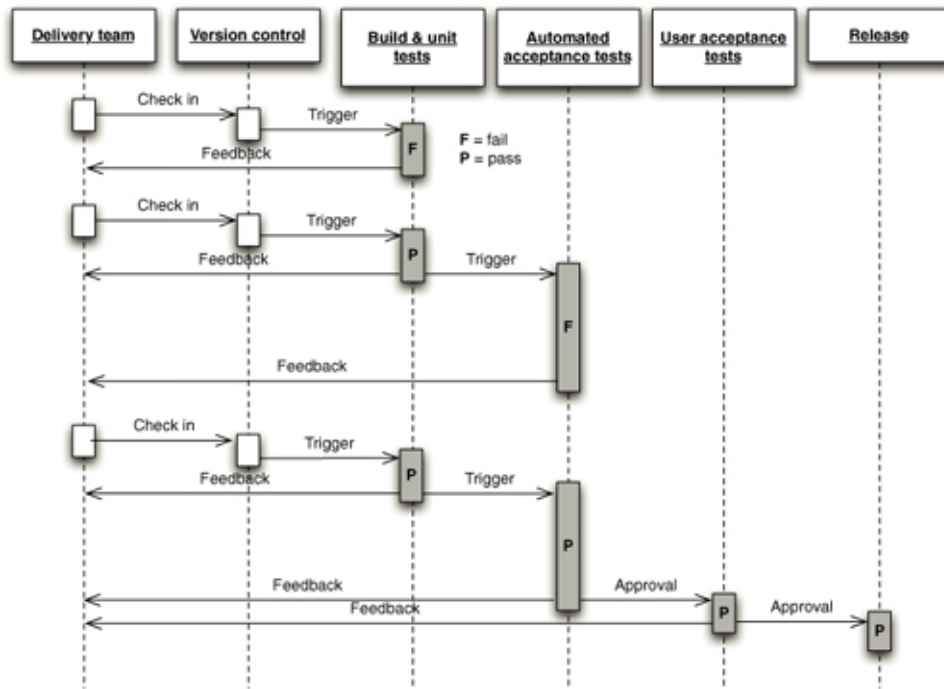 Delivery team
Version control
Build & unit
tests
Automated
acceptance tests
User acceptance
tests
Release
Check in
Trigger
F
F = fail
P = pass
Feedback
Check in
Trigger
P
Feedback
Trigger
F
Feedback
Check in
Trigger
P
Feedback
Trigger
P
Feedback
Approval
Feedback
P
Approval
P